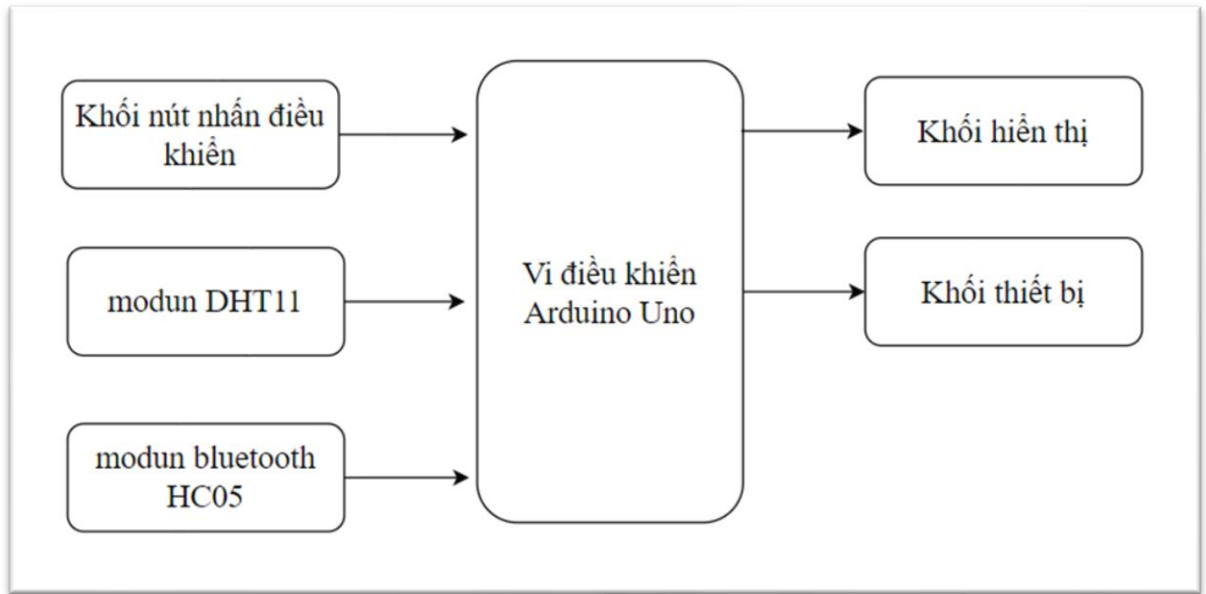 Khối nút nhấn điều
khiển
modun DHT11
modun bluetooth
HC05
Vi điều khiển
Arduino Uno
Khối hiển thị
Khối thiết bị